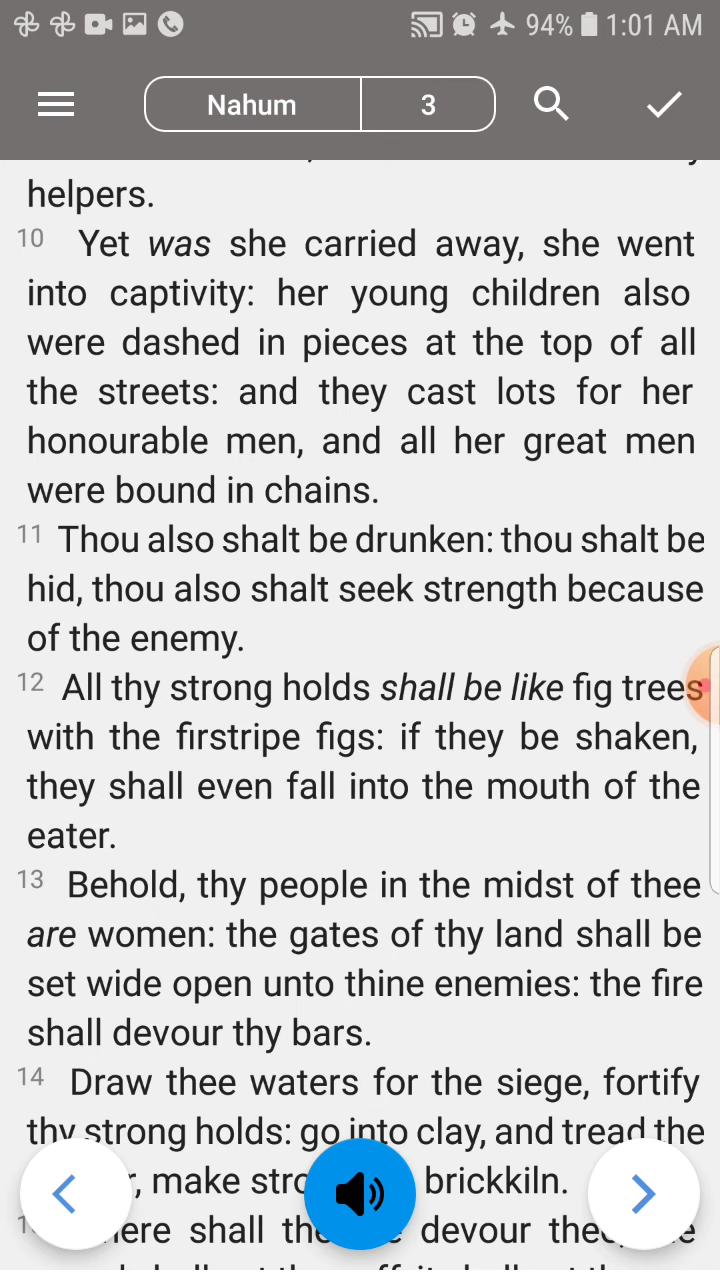 94% 1:01 AM
Nahum 3
helpers.
10 Yet was she carried away, she went
into captivity: her young children also
were dashed in pieces at the top of all
the streets: and they cast lots for her
honourable men, and all her great men
were bound in chains.
11 Thou also shalt be drunken: thou shalt be
hid, thou also shalt seek strength because
of the enemy.
12 All thy strong holds shall be like fig trees
with the firstripe figs: if they be shaken,
they shall even fall into the mouth of the
eater.
13 Behold, thy people in the midst of thee
are women: the gates of thy land shall be
set wide open unto thine enemies: the fire
shall devour thy bars.
14 Draw thee waters for the siege, fortify
thy strong holds: go into clay, and tread the
make brickkiln.
shall devour